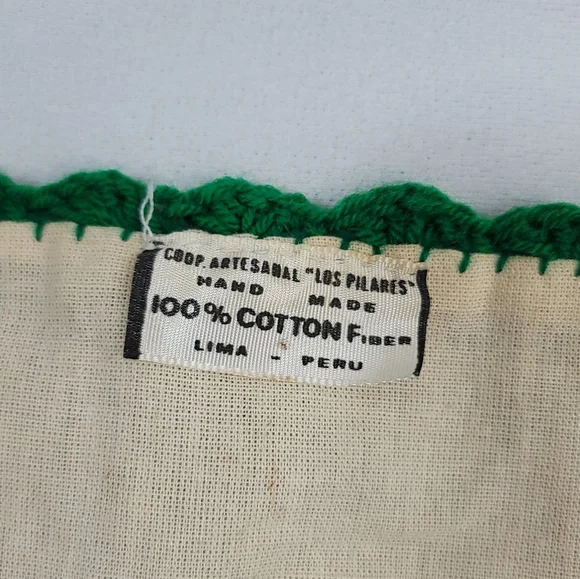 COOP. ARTESANAL "LOS PILARES"
HAND MADE
100% COTTON FIBER
LIMA - PERU